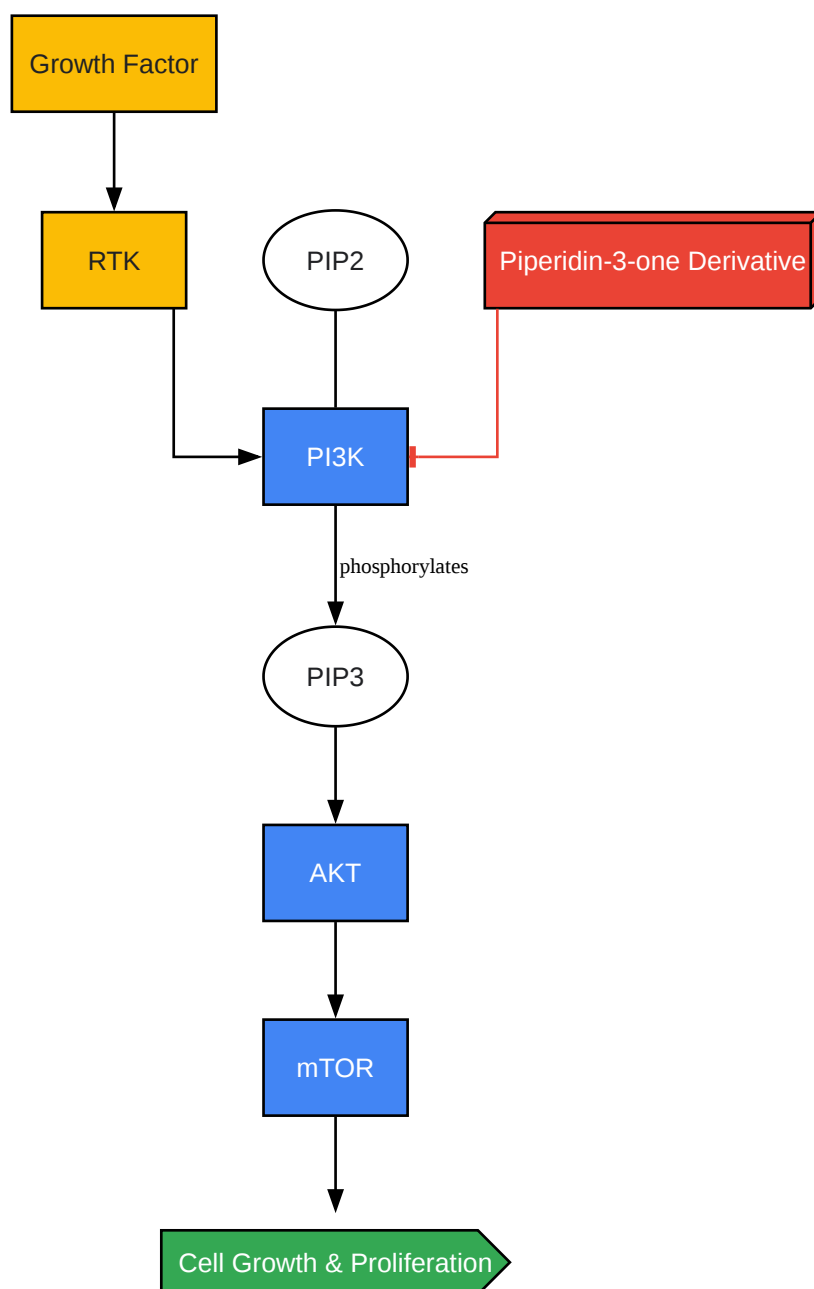 Growth Factor
RTK
PIP2
Piperidin-3-one Derivative
PI3K
phosphorylates
PIP3
AKT
mTOR
Cell Growth & Proliferation